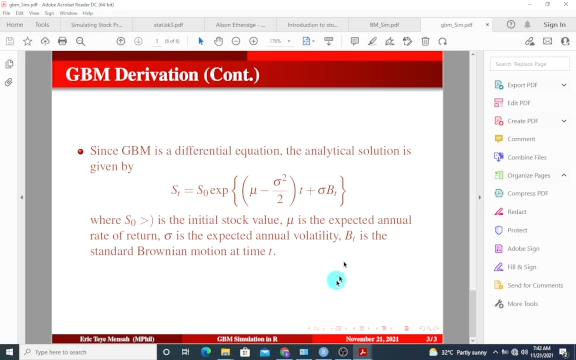 gbm_Sim.pdf - Adobe Acrobat Reader DC (64-bit)
File Edit View Sign Window Help
Home Tools Simulating Stock Pr... stat.bk3.pdf Alison Etheridge - ... Introduction to sto... BM_Sim.pdf gbm_Sim.pdf × Sign In
(6 of 6) 176%
GBM Derivation (Cont.)
Search 'Replace Page'
Export PDF
Edit PDF
Create PDF
Comment
Combine Files
Organize Pages
Compress PDF
Redact
Protect
Adobe Sign
Fill & Sign
Send for Comments
More Tools
Since GBM is a differential equation, the analytical solution is
given by
S_t = S_0 exp { ( μ − σ²/2 ) t + σB_t }
where S_0 >) is the initial stock value, μ is the expected annual
rate of return, σ is the expected annual volatility, B_t is the
standard Brownian motion at time t.
Eric Teye Mensah (MPhil) GBM Simulation in R November 21, 2021 3 / 3
Type here to search
32°C Partly sunny
7:42 AM
11/21/2021